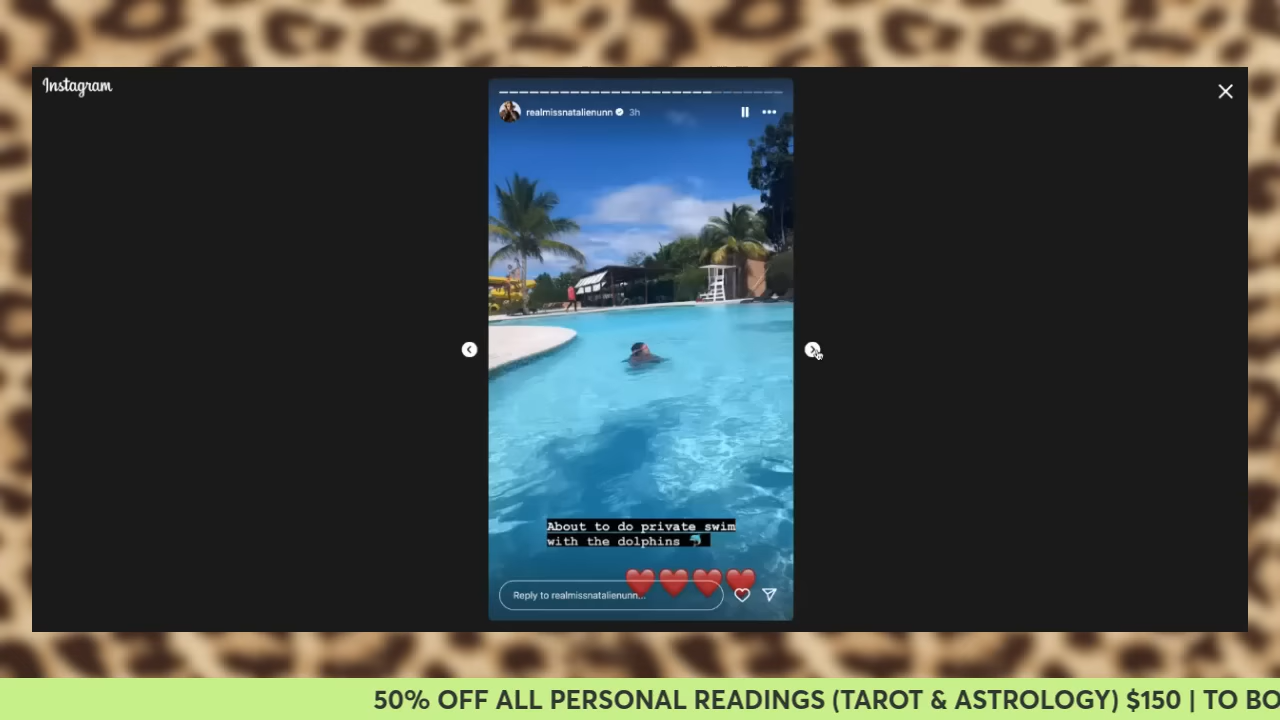 Instagram
realmissnatalienunn 3h
About to do private swim
with the dolphins
Reply to realmissnatalienunn...
50% OFF ALL PERSONAL READINGS (TAROT & ASTROLOGY) $150 | TO BO